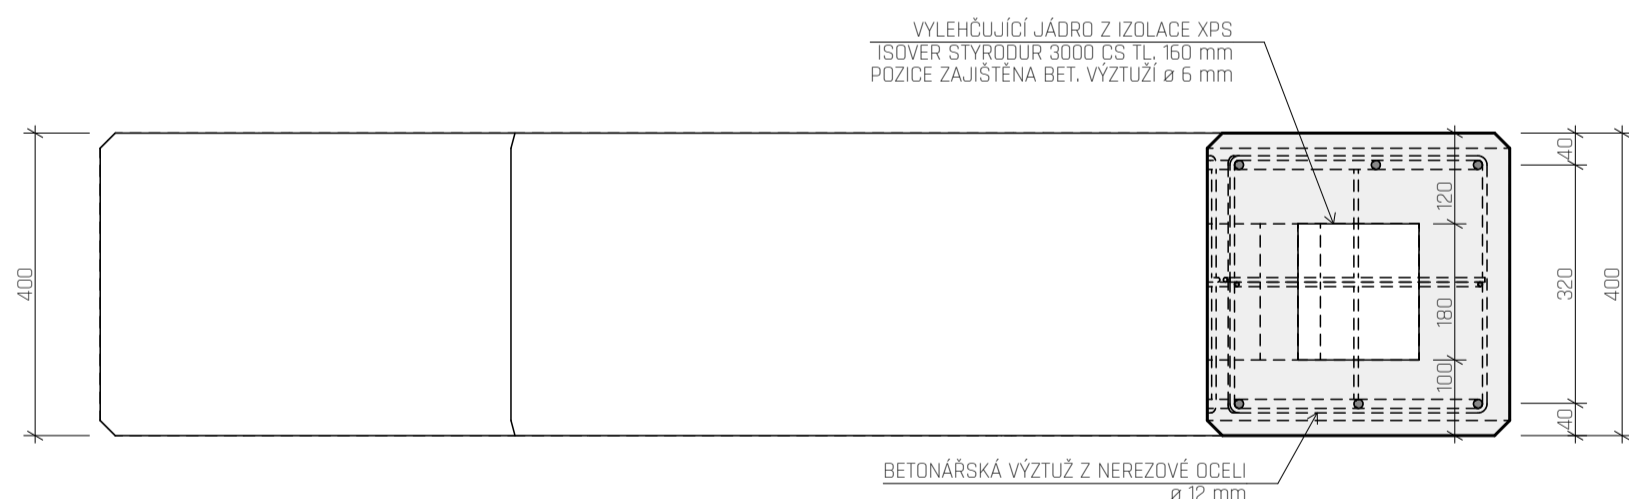 VYLEHČUJÍCÍ JÁDRO Z IZOLACE XPS
ISOVER STYRODUR 3000 CS TL. 160 mm
POZICE ZAJIŠTĚNA BET. VÝZTUŽÍ ø 6 mm
400
120
180
100
40
320
40
400
BETONÁŘSKÁ VÝZTUŽ Z NEREZOVÉ OCELI
ø 12 mm